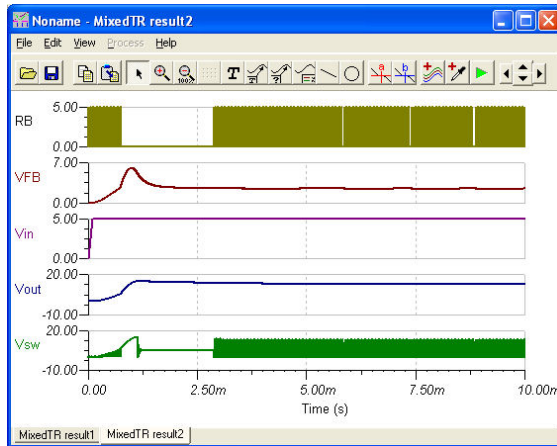 Noname - MixedTR result2
File Edit View Process Help
T
100%
a
b
RB
5.00
0.00
VFB
7.00
0.00
Vin
5.00
0.00
Vout
20.00
-10.00
Vsw
20.00
-10.00
0.00 2.50m 5.00m 7.50m 10.00m
Time (s)
MixedTR result1 MixedTR result2